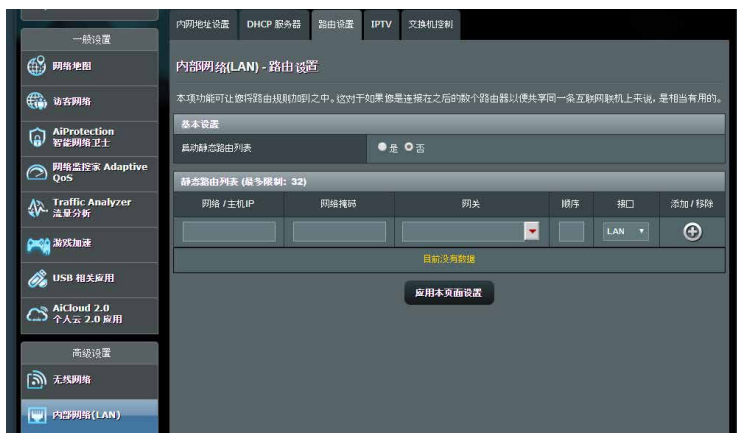 一般设置
网络地图
访客网络
AiProtection
智能网络卫士
网络监控家 Adaptive
QoS
Traffic Analyzer
流量分析
游戏加速
USB 相关应用
AiCloud 2.0
个人云 2.0 应用
高级设置
无线网络
内部网络(LAN)
内网地址设置 DHCP 服务器 路由设置 IPTV 交换机控制
内部网络(LAN) - 路由设置
本项功能可让您将路由规则加到之中。这对于如果您是连接在之后的数个路由器以便共享同一条互联网联机上来说，是相当有用的。
基本设置
启动静态路由列表 是 否
静态路由列表 (最多限制: 32)
网络 / 主机IP 网络掩码 网关 顺序 接口 添加 / 移除
LAN
目前没有数据
应用本页面设置